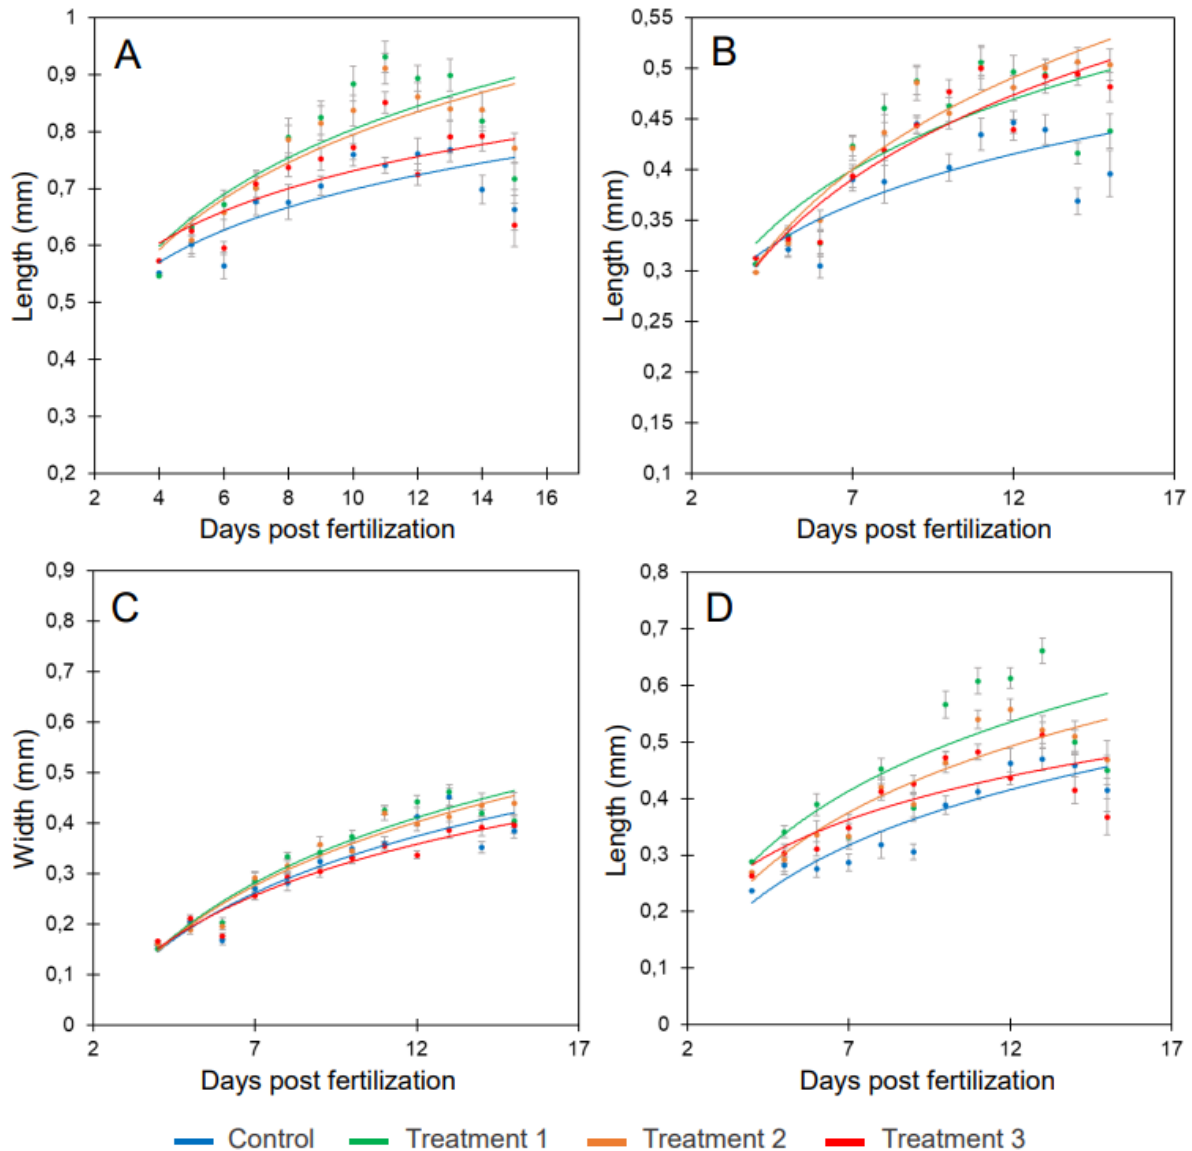 A
Length (mm)
1
0,9
0,8
0,7
0,6
0,5
0,4
0,3
0,2
2 4 6 8 10 12 14 16
Days post fertilization
B
Length (mm)
0,55
0,5
0,45
0,4
0,35
0,3
0,25
0,2
0,15
0,1
2 7 12 17
Days post fertilization
C
Width (mm)
0,9
0,8
0,7
0,6
0,5
0,4
0,3
0,2
0,1
0
2 7 12 17
Days post fertilization
D
Length (mm)
0,8
0,7
0,6
0,5
0,4
0,3
0,2
0,1
0
2 7 12 17
Days post fertilization
Control Treatment 1 Treatment 2 Treatment 3